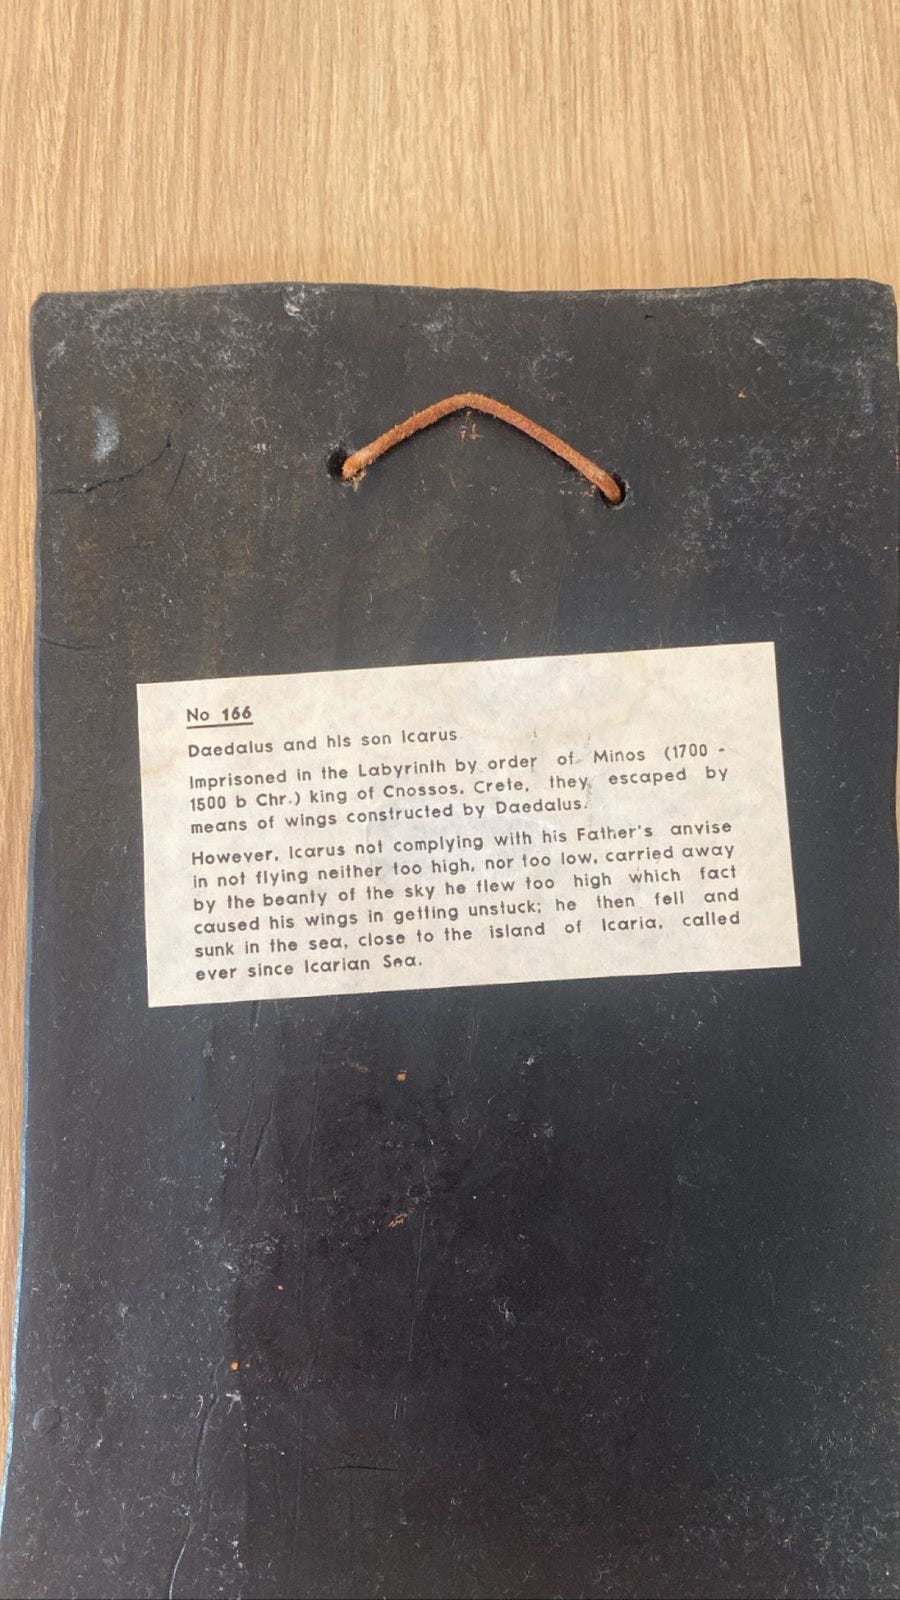 No 166
Daedalus and his son Icarus
Imprisoned in the Labyrinth by order of Minos (1700 -
1500 b Chr.) king of Cnossos, Crete, they escaped by
means of wings constructed by Daedalus.
However, Icarus not complying with his Father's anvise
in not flying neither too high, nor too low, carried away
by the beanty of the sky he flew too high which fact
caused his wings in getting unstuck; he then fell and
sunk in the sea, close to the island of Icaria, called
ever since Icarian Sea.